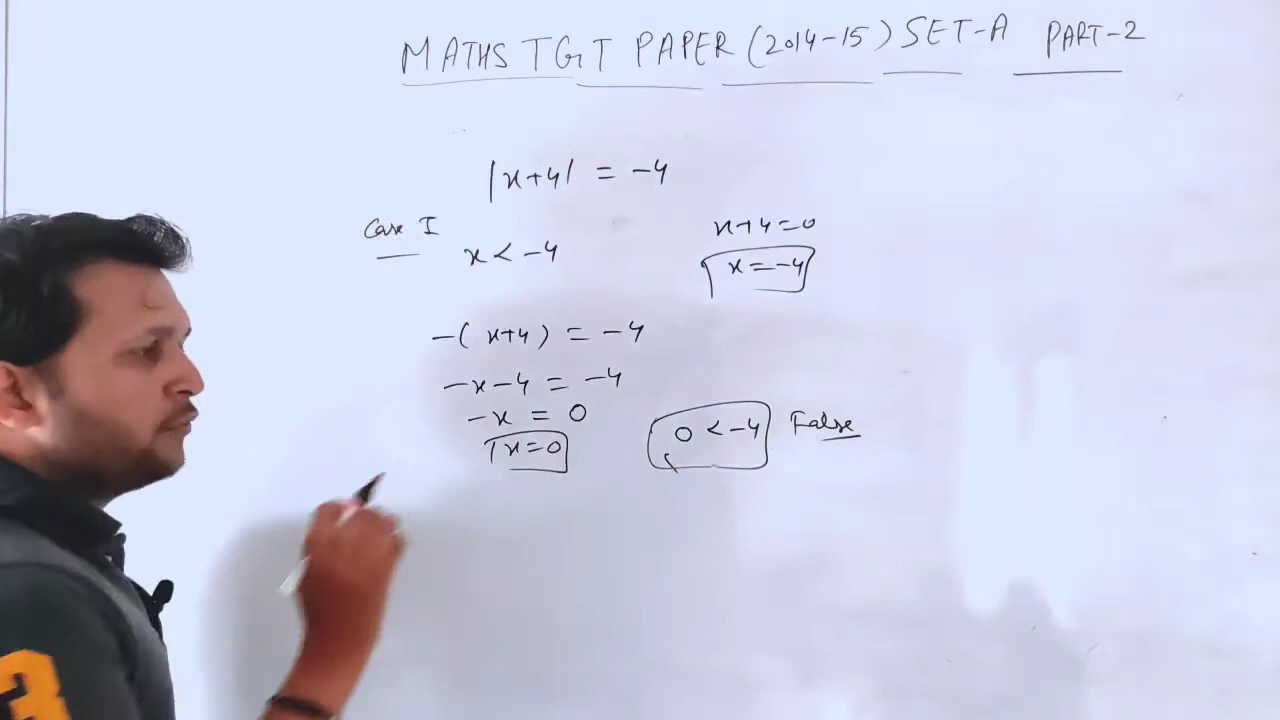 MATHS TGT PAPER (2014-15) SET-A PART-2
|x+4| = -4
Case I
x < -4
x+4=0
x=-4
-(x+4) = -4
-x-4 = -4
-x = 0
x=0
0 < -4 False
3